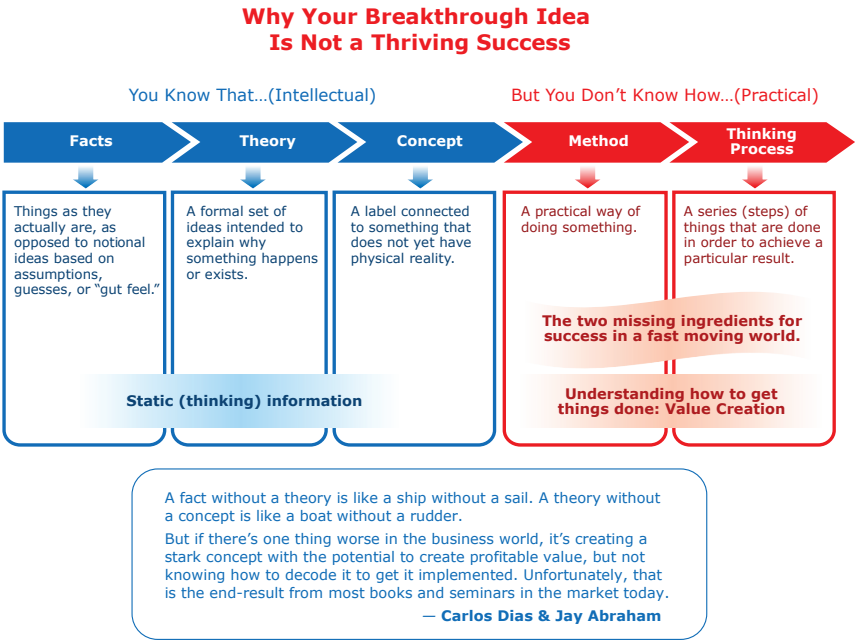 Why Your Breakthrough Idea
Is Not a Thriving Success
You Know That…(Intellectual)
But You Don’t Know How…(Practical)
Facts
Theory
Concept
Method
Thinking
Process
Things as they
actually are, as
opposed to notional
ideas based on
assumptions,
guesses, or “gut feel.”
A formal set of
ideas intended to
explain why
something happens
or exists.
A label connected
to something that
does not yet have
physical reality.
A practical way of
doing something.
A series (steps) of
things that are done
in order to achieve a
particular result.
The two missing ingredients for
success in a fast moving world.
Static (thinking) information
Understanding how to get
things done: Value Creation
A fact without a theory is like a ship without a sail. A theory without
a concept is like a boat without a rudder.
But if there’s one thing worse in the business world, it’s creating a
stark concept with the potential to create profitable value, but not
knowing how to decode it to get it implemented. Unfortunately, that
is the end-result from most books and seminars in the market today.
— Carlos Dias & Jay Abraham